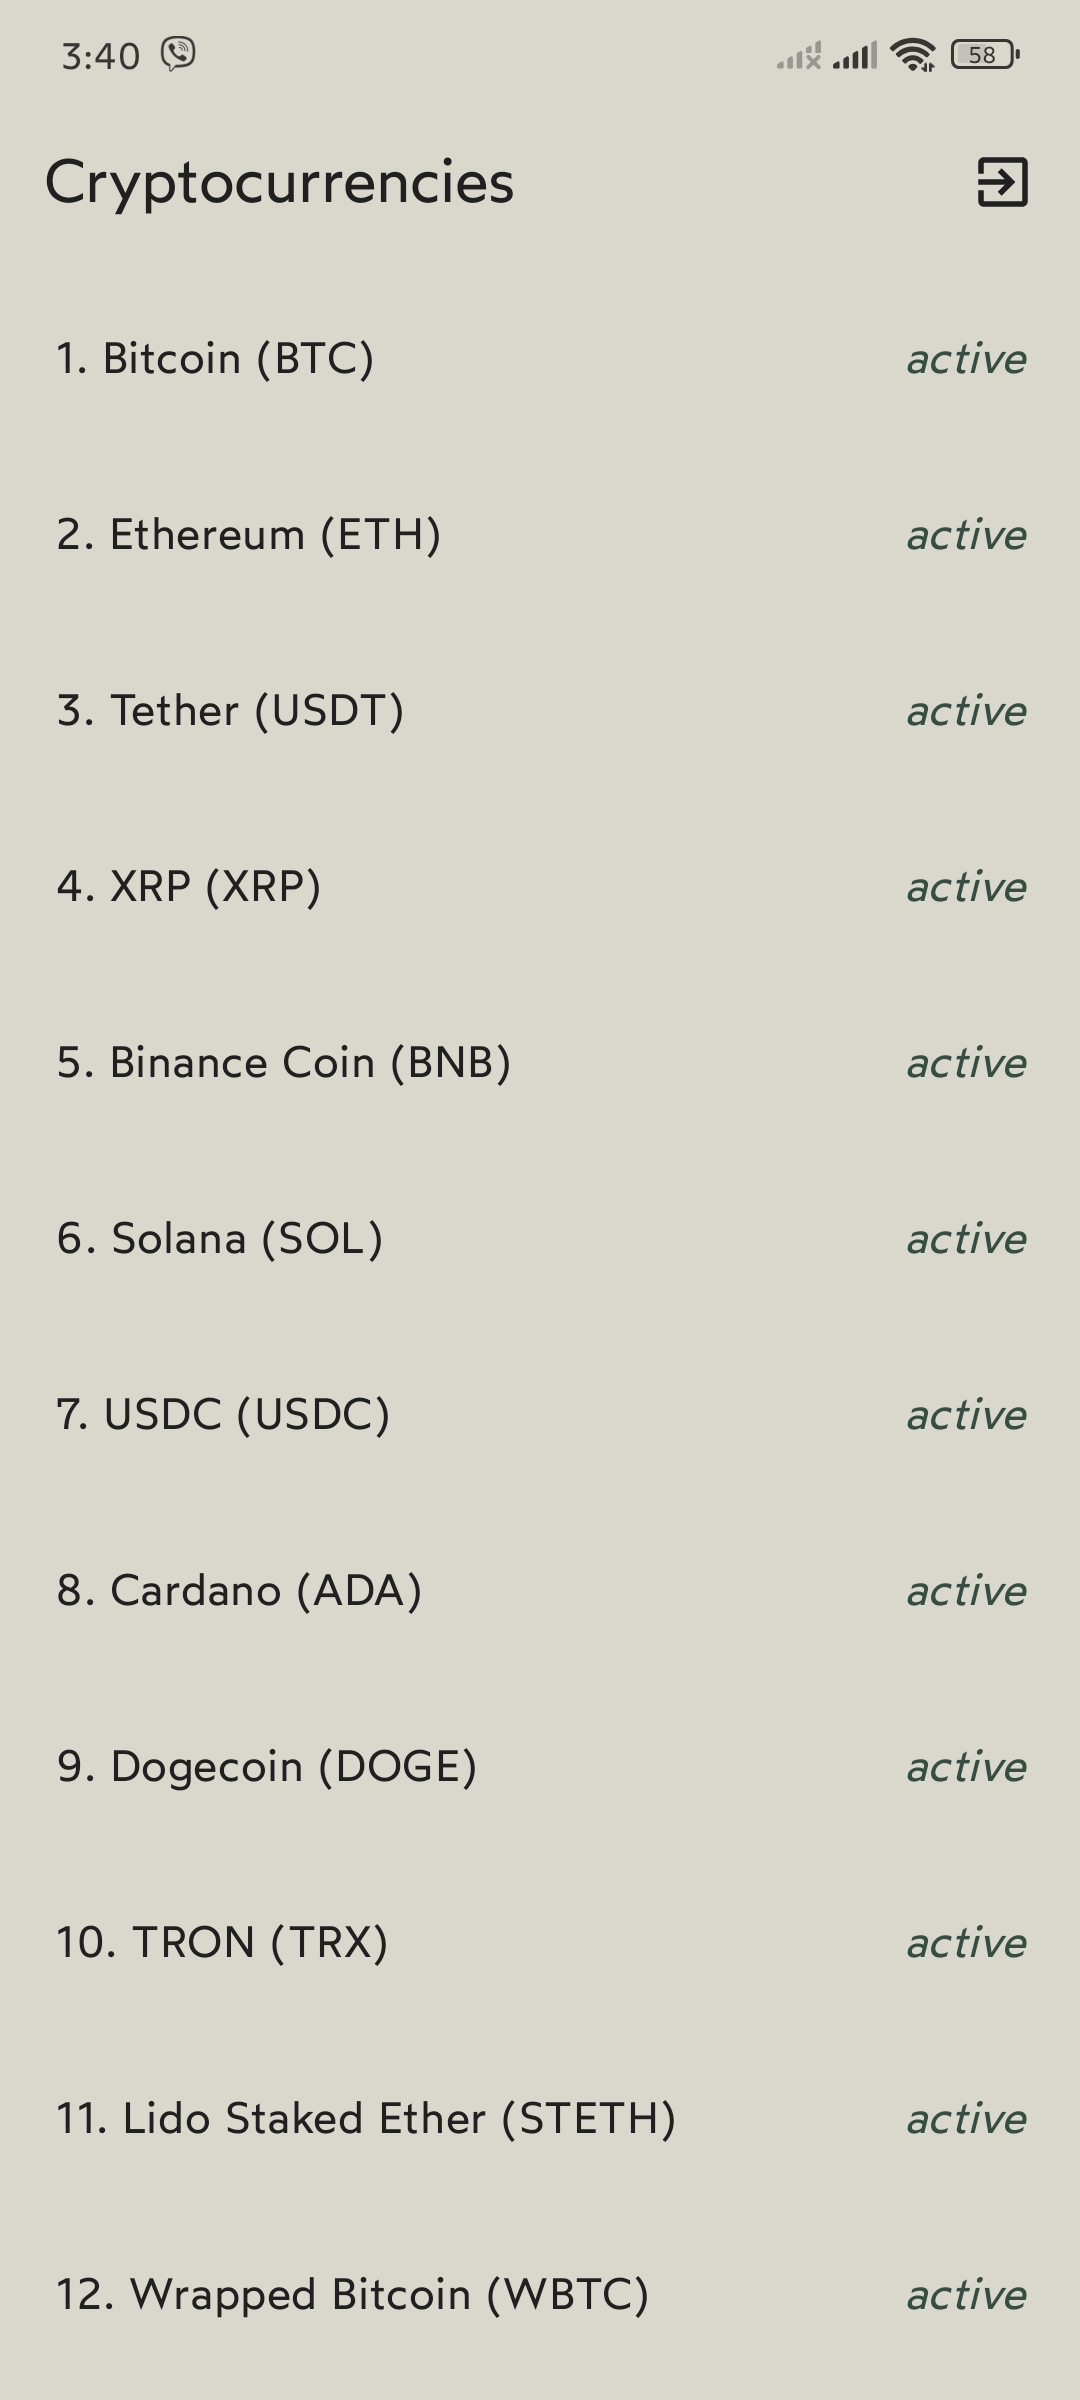 3:40 58
Cryptocurrencies
1. Bitcoin (BTC) active
2. Ethereum (ETH) active
3. Tether (USDT) active
4. XRP (XRP) active
5. Binance Coin (BNB) active
6. Solana (SOL) active
7. USDC (USDC) active
8. Cardano (ADA) active
9. Dogecoin (DOGE) active
10. TRON (TRX) active
11. Lido Staked Ether (STETH) active
12. Wrapped Bitcoin (WBTC) active